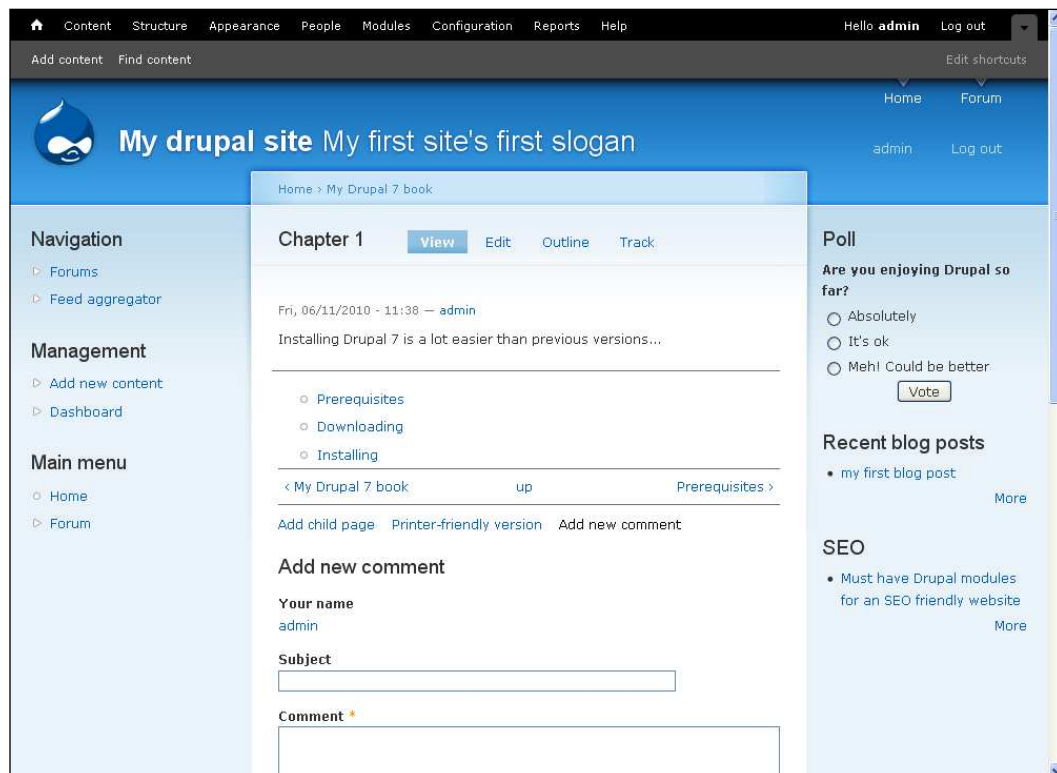 Content Structure Appearance People Modules Configuration Reports Help Hello admin Log out
Add content Find content Edit shortcuts
Home Forum
My drupal site My first site's first slogan
admin Log out
Home › My Drupal 7 book
Navigation
▷ Forums
▷ Feed aggregator
Management
▷ Add new content
▷ Dashboard
Main menu
○ Home
▷ Forum
Chapter 1 View Edit Outline Track
Fri, 06/11/2010 - 11:38 — admin
Installing Drupal 7 is a lot easier than previous versions...
○ Prerequisites
○ Downloading
○ Installing
‹ My Drupal 7 book up Prerequisites ›
Add child page Printer-friendly version Add new comment
Add new comment
Your name
admin
Subject
Comment *
Poll
Are you enjoying Drupal so
far?
Absolutely
It's ok
Meh! Could be better
Vote
Recent blog posts
• my first blog post
More
SEO
• Must have Drupal modules
for an SEO friendly website
More